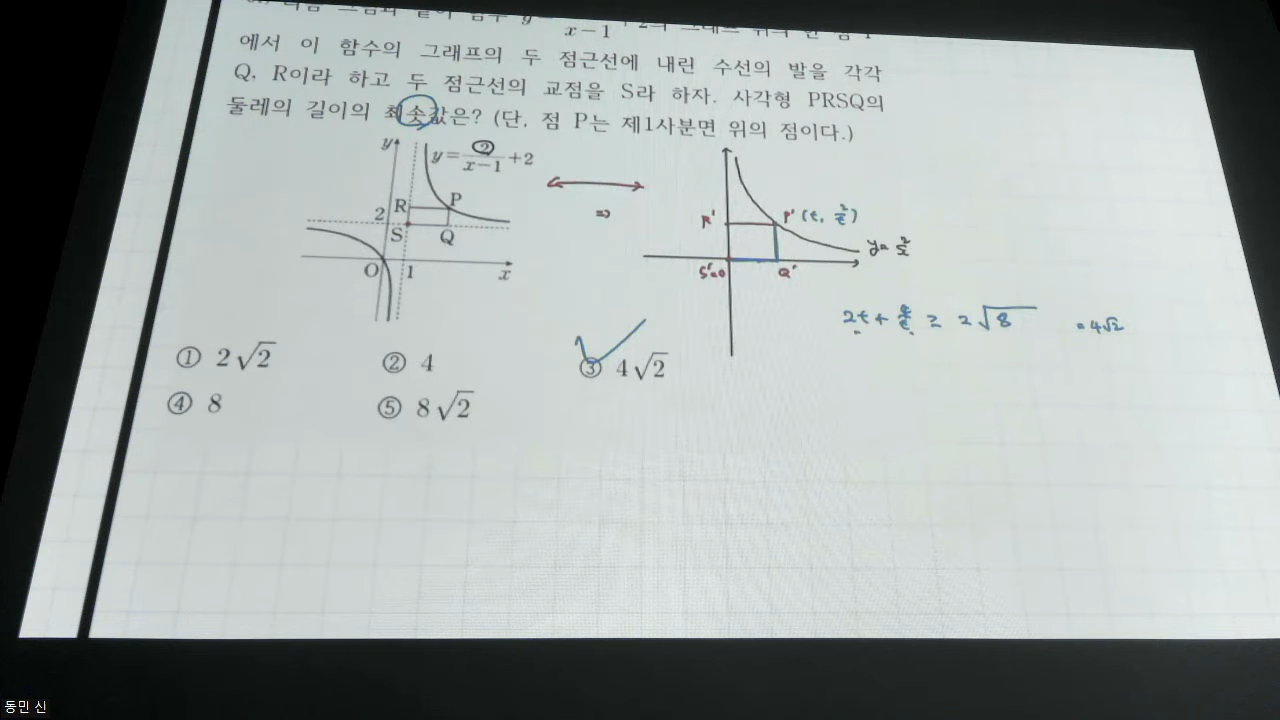 x-1
에서 이 함수의 그래프의 두 점근선에 내린 수선의 발을 각각
Q, R이라 하고 두 점근선의 교점을 S라 하자. 사각형 PRSQ의
둘레의 길이의 최솟값은? (단, 점 P는 제1사분면 위의 점이다.)
y
y=2/(x-1)+2
R P
2
S Q
O 1 x
R' P'(t, 2/t)
y=2/x
S'=O Q'
2t+4/t ≥ 2√8 =4√2
① 2√2 ② 4 ③ 4√2
④ 8 ⑤ 8√2
동민 신